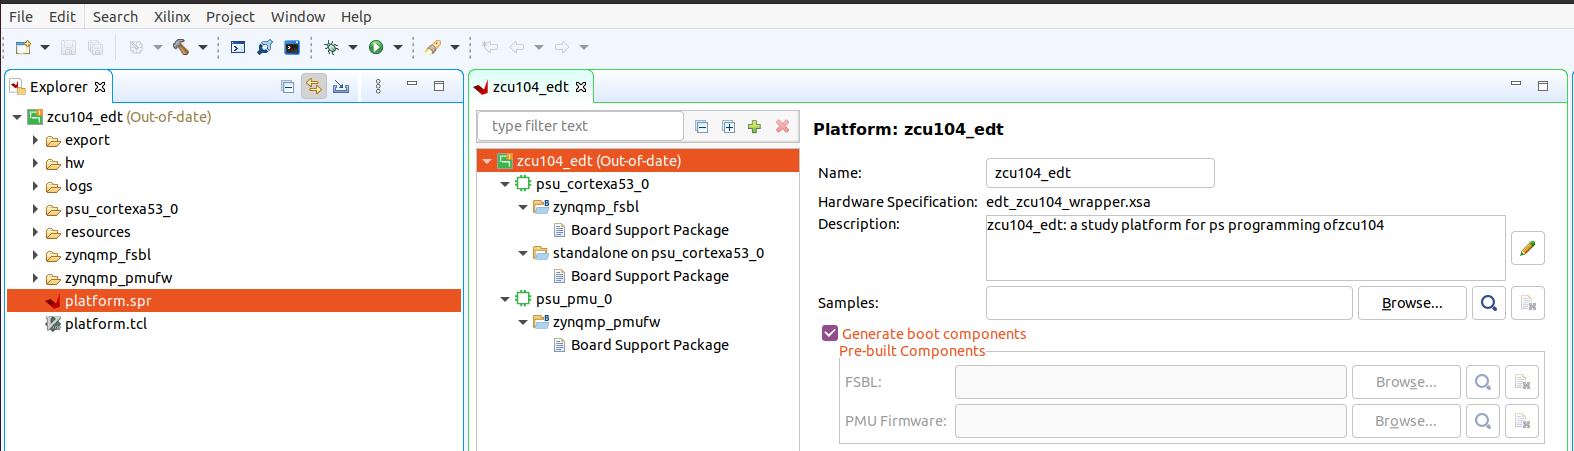 File Edit Search Xilinx Project Window Help
Explorer
zcu104_edt (Out-of-date)
export
hw
logs
psu_cortexa53_0
resources
zynqmp_fsbl
zynqmp_pmufw
platform.spr
platform.tcl
zcu104_edt
type filter text
zcu104_edt (Out-of-date)
psu_cortexa53_0
zynqmp_fsbl
Board Support Package
standalone on psu_cortexa53_0
Board Support Package
psu_pmu_0
zynqmp_pmufw
Board Support Package
Platform: zcu104_edt
Name: zcu104_edt
Hardware Specification: edt_zcu104_wrapper.xsa
Description: zcu104_edt: a study platform for ps programming ofzcu104
Samples: Browse...
Generate boot components
Pre-built Components
FSBL: Browse...
PMU Firmware: Browse...